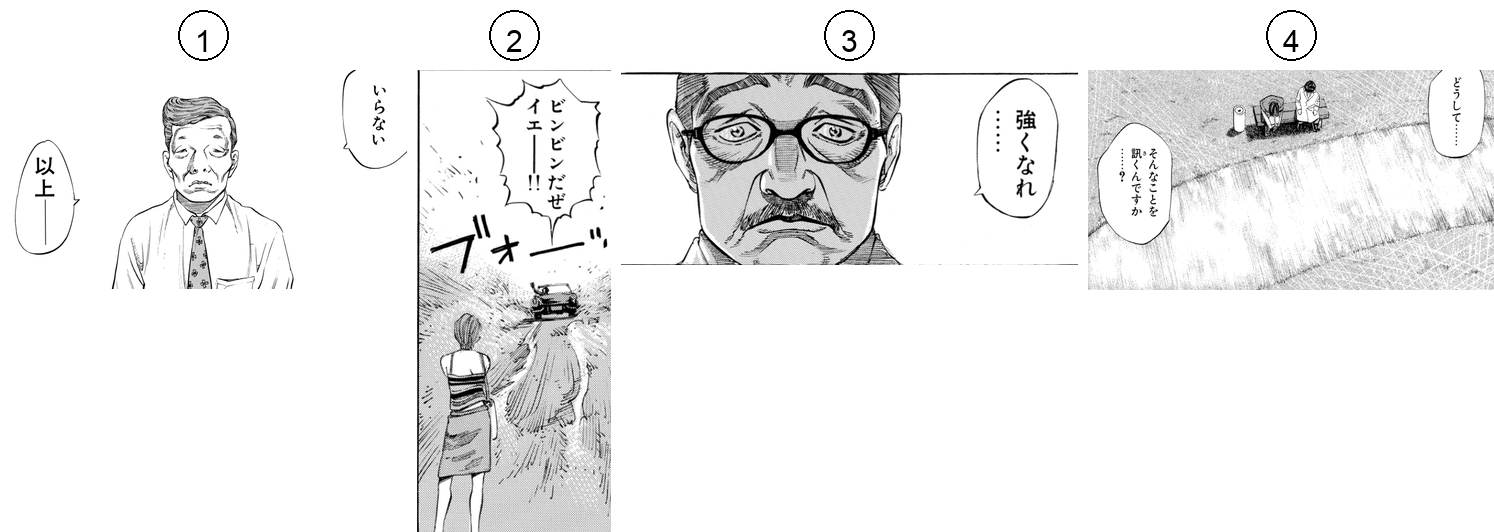 1
いらない
以上──
2
ビンビンだぜ
イエ──!!
ブォーッ
3
強くなれ
……
4
どうして……
そんなことを
訊くんですか
……?